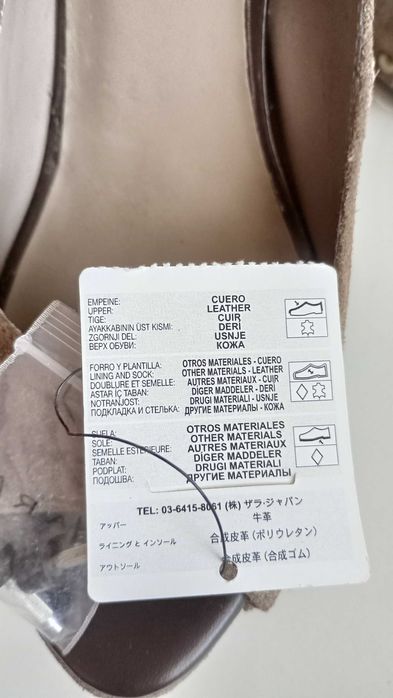 EMPEINE: CUERO
UPPER: LEATHER
TIGE: CUIR
AYAKKABININ ÜST KISMI: DERİ
ZGORNJI DEL: USNJE
ВЕРХ ОБУВИ: КОЖА
FORRO Y PLANTILLA: OTROS MATERIALES - CUERO
LINING AND SOCK: OTHER MATERIALS - LEATHER
DOUBLURE ET SEMELLE: AUTRES MATERIAUX - CUIR
ASTAR İÇ TABAN: DIGER MADDELER - DERİ
NOTRANJOST: DRUGI MATERIALI - USNJE
ПОДКЛАДКА И СТЕЛЬКА: ДРУГИЕ МАТЕРИАЛЫ - КОЖА
SUELA: OTROS MATERIALES
SOLE: OTHER MATERIALS
SEMELLE EXTERIEURE: AUTRES MATERIAUX
TABAN: DIGER MADDELER
PODPLAT: DRUGI MATERIALI
ПОДОШВА: ДРУГИЕ МАТЕРИАЛЫ
TEL: 03-6415-8061 (株) ザラ・ジャパン
アッパー 牛革
ライニング と インソール 合成皮革 (ポリウレタン)
アウトソール 合成皮革 (合成ゴム)